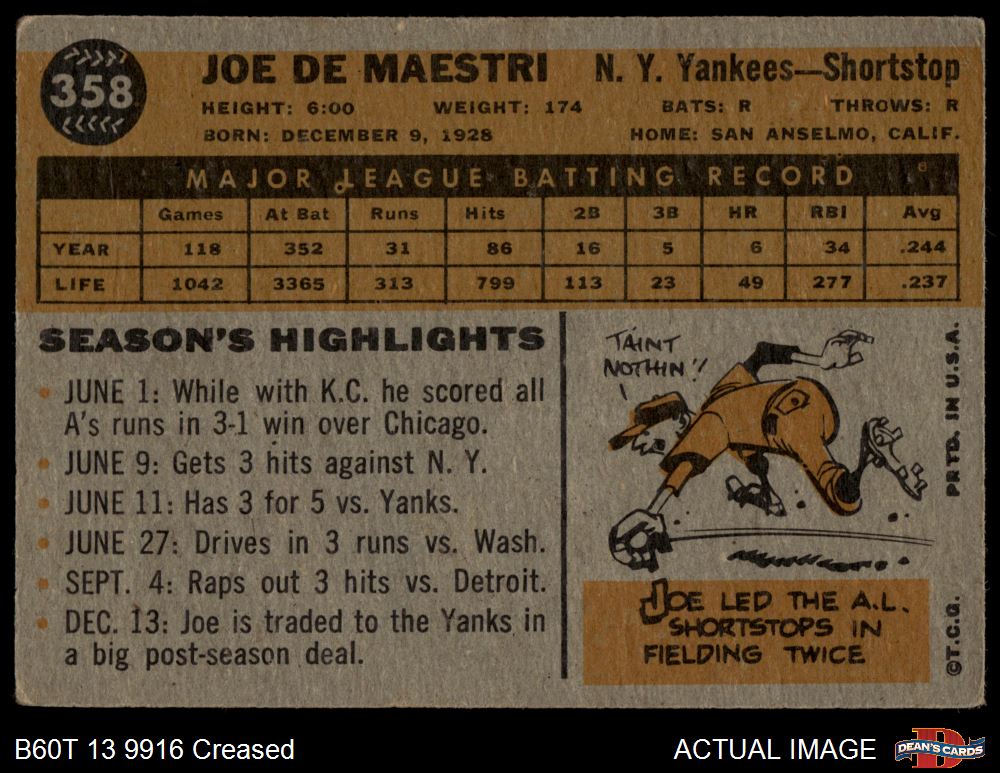 358
JOE DE MAESTRI N. Y. Yankees—Shortstop
HEIGHT: 6:00 WEIGHT: 174 BATS: R THROWS: R
BORN: DECEMBER 9, 1928 HOME: SAN ANSELMO, CALIF.
MAJOR LEAGUE BATTING RECORD
Games At Bat Runs Hits 2B 3B HR RBI Avg
YEAR 118 352 31 86 16 5 6 34 .244
LIFE 1042 3365 313 799 113 23 49 277 .237
SEASON'S HIGHLIGHTS
• JUNE 1: While with K.C. he scored all
A's runs in 3-1 win over Chicago.
• JUNE 9: Gets 3 hits against N. Y.
• JUNE 11: Has 3 for 5 vs. Yanks.
• JUNE 27: Drives in 3 runs vs. Wash.
• SEPT. 4: Raps out 3 hits vs. Detroit.
• DEC. 13: Joe is traded to the Yanks in
a big post-season deal.
TAINT
NOTHIN'!
JOE LED THE A.L.
SHORTSTOPS IN
FIELDING TWICE
©T.C.G. PRTD. IN U.S.A.
B60T 13 9916 Creased
ACTUAL IMAGE
DEAN'S CARDS